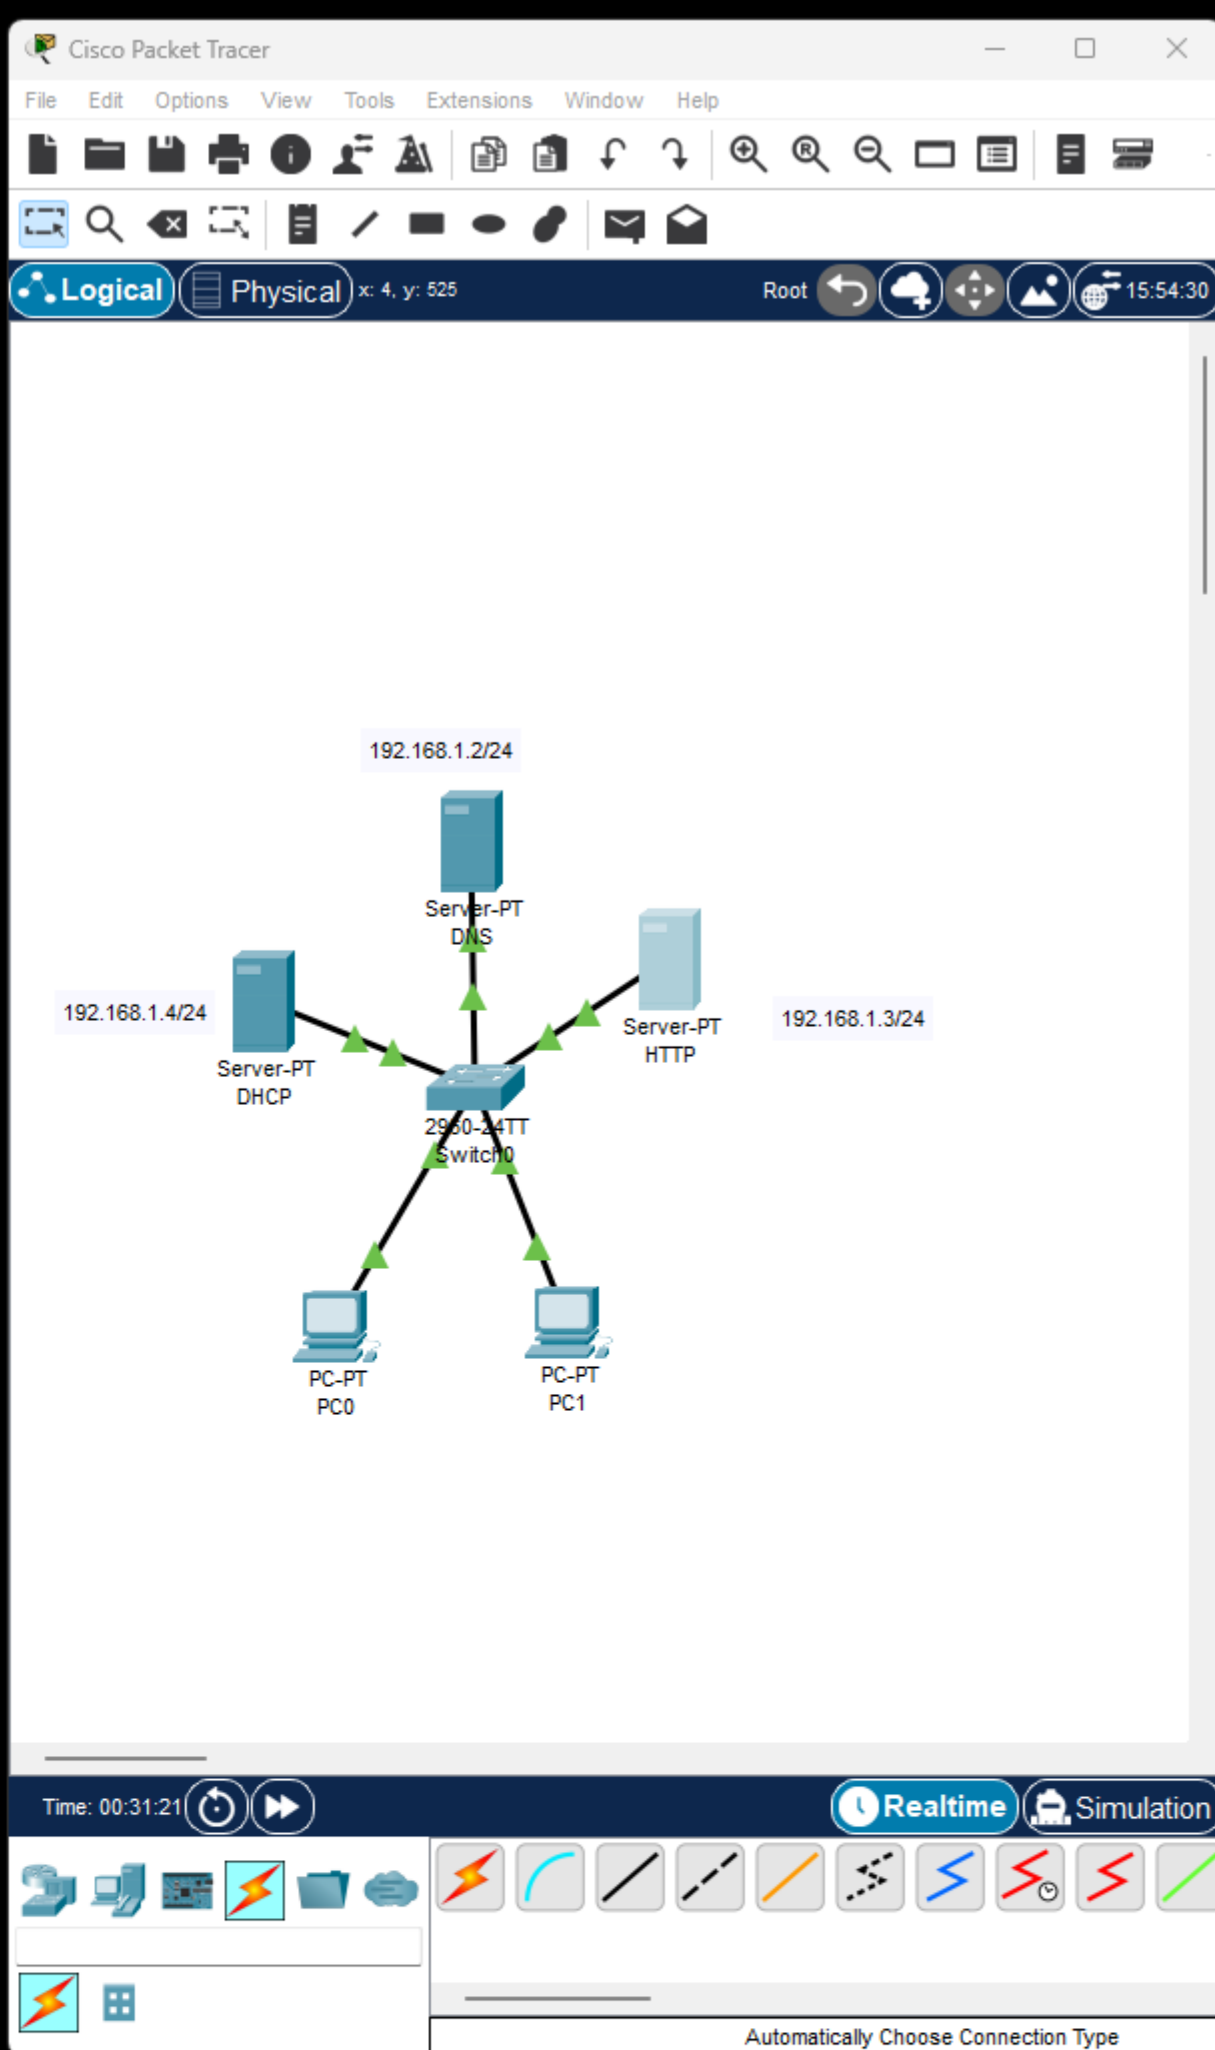 Cisco Packet Tracer
File Edit Options View Tools Extensions Window Help
Logical Physical x: 4, y: 525 Root 15:54:30
192.168.1.2/24
Server-PT
DNS
192.168.1.4/24
Server-PT
DHCP
Server-PT
HTTP
192.168.1.3/24
2960-24TT
Switch0
PC-PT
PC0
PC-PT
PC1
Time: 00:31:21 Realtime Simulation
Automatically Choose Connection Type